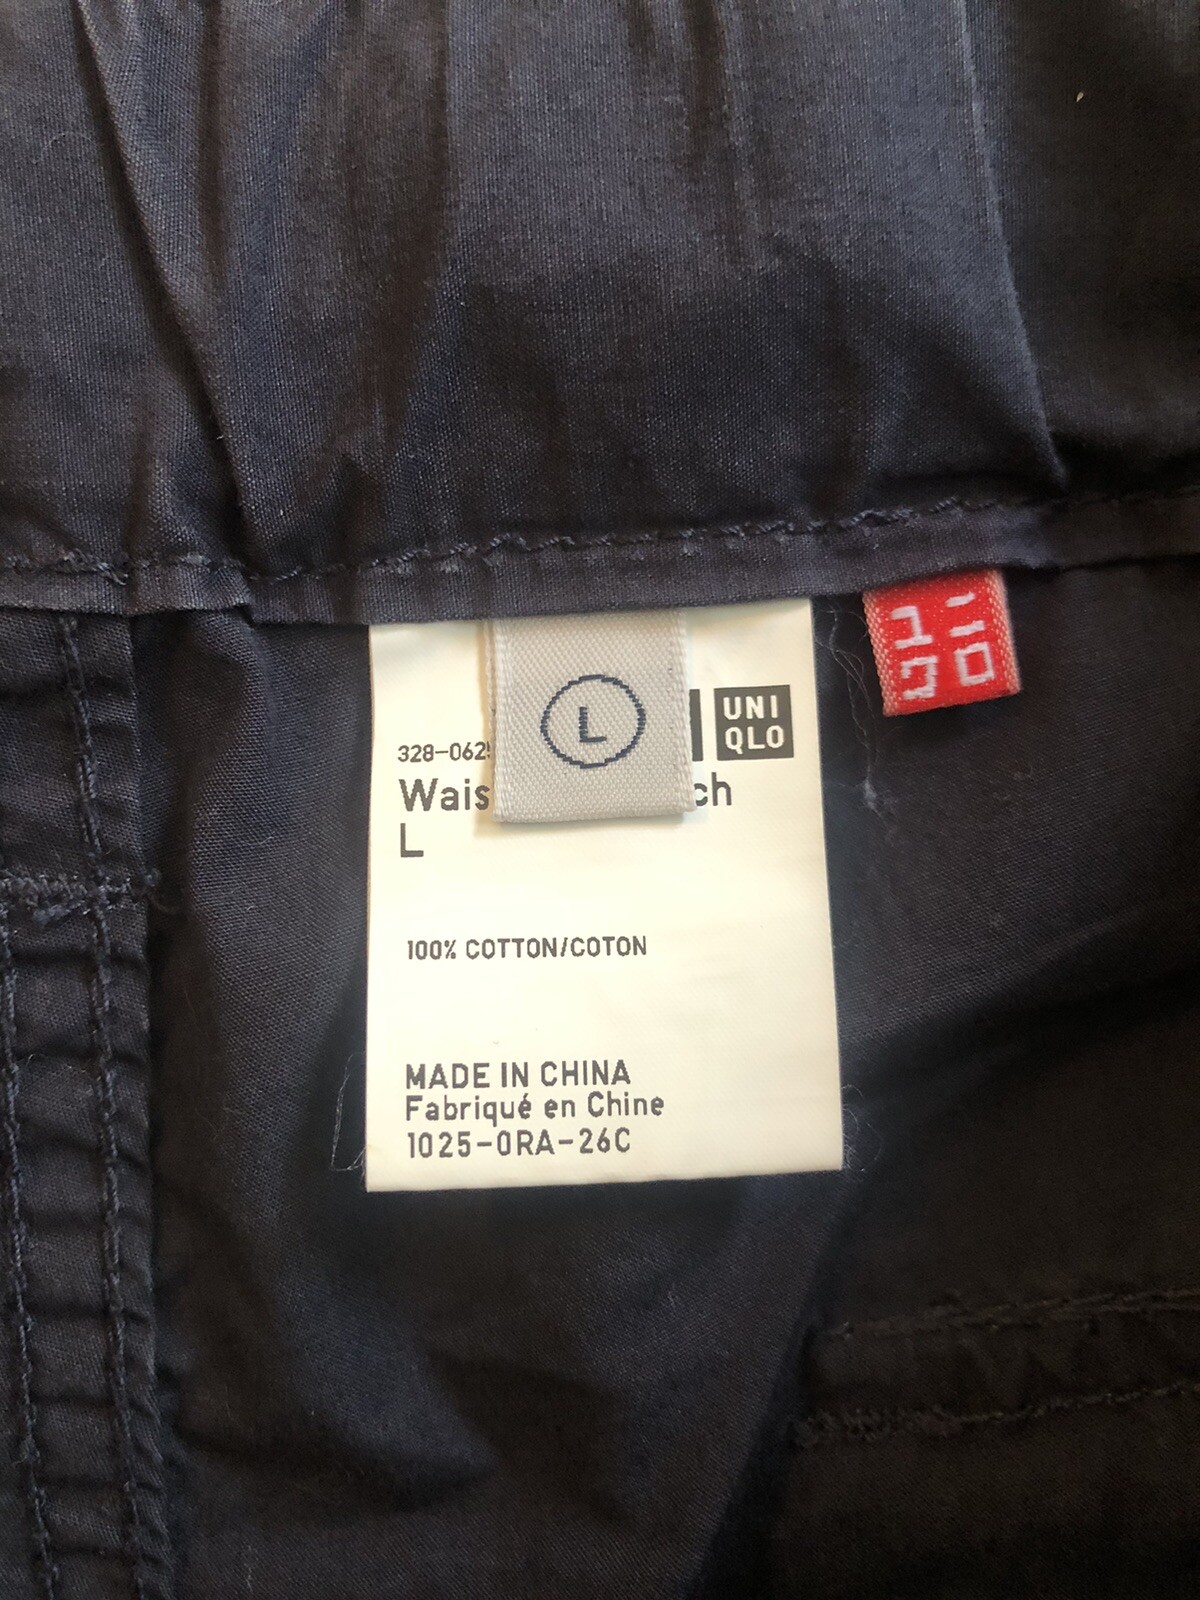 L
UNI
QLO
328-062
Wais ch
L
100% COTTON/COTON
MADE IN CHINA
Fabriqué en Chine
1025-0RA-26C